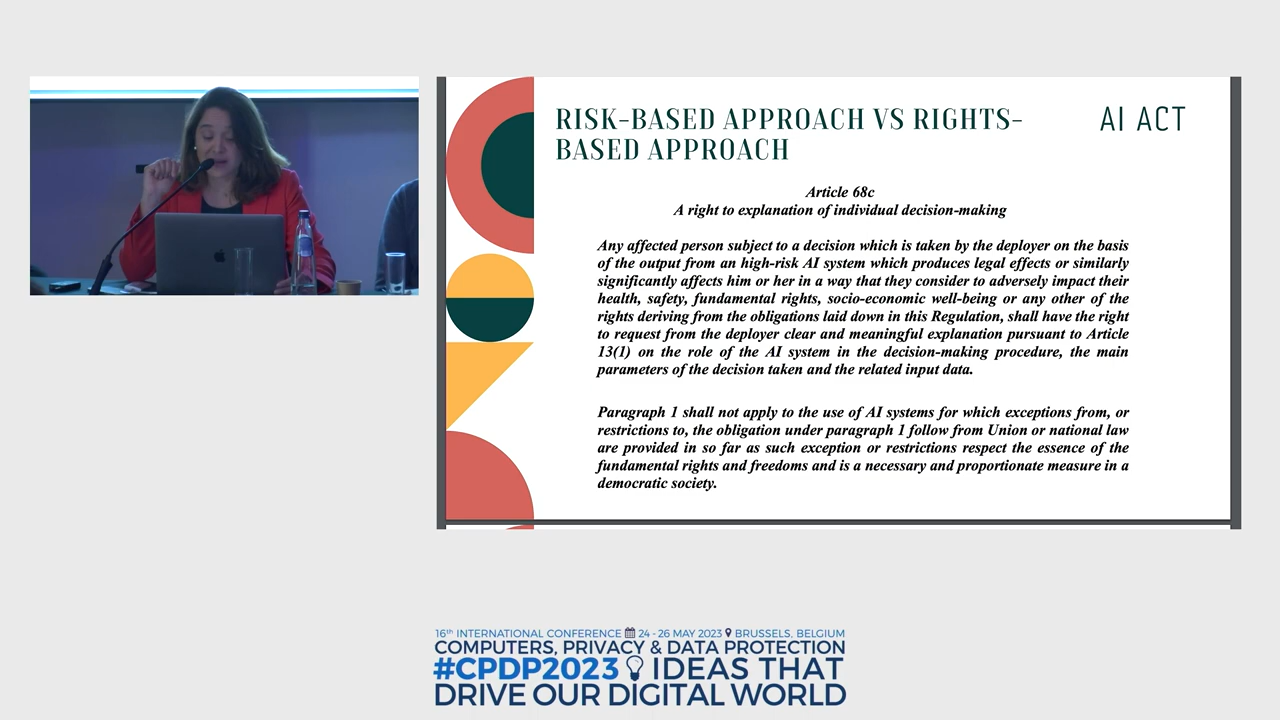 RISK-BASED APPROACH VS RIGHTS-
BASED APPROACH
AI ACT
Article 68c
A right to explanation of individual decision-making
Any affected person subject to a decision which is taken by the deployer on the basis
of the output from an high-risk AI system which produces legal effects or similarly
significantly affects him or her in a way that they consider to adversely impact their
health, safety, fundamental rights, socio-economic well-being or any other of the
rights deriving from the obligations laid down in this Regulation, shall have the right
to request from the deployer clear and meaningful explanation pursuant to Article
13(1) on the role of the AI system in the decision-making procedure, the main
parameters of the decision taken and the related input data.
Paragraph 1 shall not apply to the use of AI systems for which exceptions from, or
restrictions to, the obligation under paragraph 1 follow from Union or national law
are provided in so far as such exception or restrictions respect the essence of the
fundamental rights and freedoms and is a necessary and proportionate measure in a
democratic society.
16th INTERNATIONAL CONFERENCE 24 - 26 MAY 2023 BRUSSELS, BELGIUM
COMPUTERS, PRIVACY & DATA PROTECTION
#CPDP2023 IDEAS THAT
DRIVE OUR DIGITAL WORLD